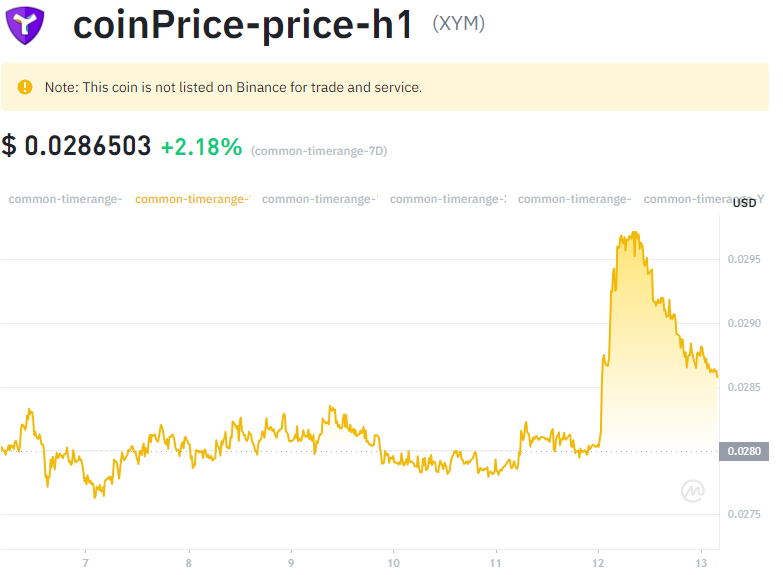 coinPrice-price-h1 (XYM)
Note: This coin is not listed on Binance for trade and service.
$ 0.0286503 +2.18% (common-timerange-7D)
common-timerange- common-timerange- common-timerange- common-timerange- common-timerange- common-timerange-Y
USD
0.0295
0.0290
0.0285
0.0280
0.0275
7 8 9 10 11 12 13